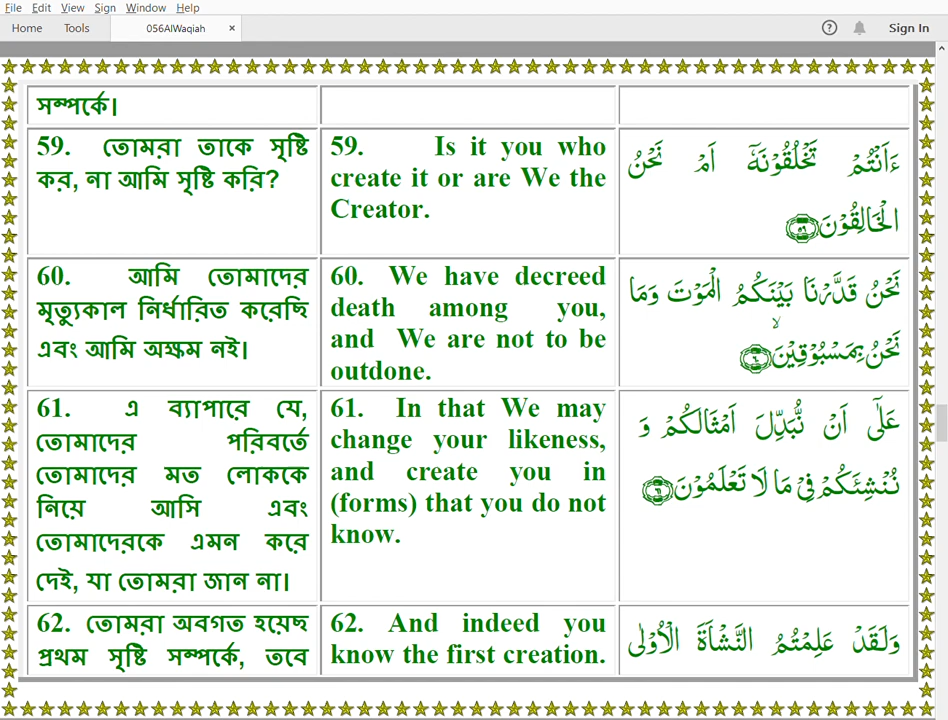 File Edit View Sign Window Help
Home Tools 056AlWaqiah × ? Sign In
সম্পর্কে।
59. তোমরা তাকে সৃষ্টি
কর, না আমি সৃষ্টি করি?
59. Is it you who
create it or are We the
Creator.
ءَاَنْتُمْ تَخْلُقُوْنَهٗۤ اَمْ نَحْنُ
الْخَالِقُوْنَ ۝٥٩
60. আমি তোমাদের
মৃত্যুকাল নির্ধারিত করেছি
এবং আমি অক্ষম নই।
60. We have decreed
death among you,
and We are not to be
outdone.
نَحْنُ قَدَّرْنَا بَيْنَكُمُ الْمَوْتَ وَمَا
نَحْنُ بِمَسْبُوْقِيْنَ ۙ‏ ۝٦٠
61. এ ব্যাপারে যে,
তোমাদের পরিবর্তে
তোমাদের মত লোককে
নিয়ে আসি এবং
তোমাদেরকে এমন করে
দেই, যা তোমরা জান না।
61. In that We may
change your likeness,
and create you in
(forms) that you do not
know.
عَلٰٓى اَنْ نُّبَدِّلَ اَمْثَالَكُمْ وَ
نُنْشِئَكُمْ فِىْ مَا لَا تَعْلَمُوْنَ ۝٦١
62. তোমরা অবগত হয়েছ
প্রথম সৃষ্টি সম্পর্কে, তবে
62. And indeed you
know the first creation.
وَلَقَدْ عَلِمْتُمُ النَّشْاَةَ الْاُوْلٰى